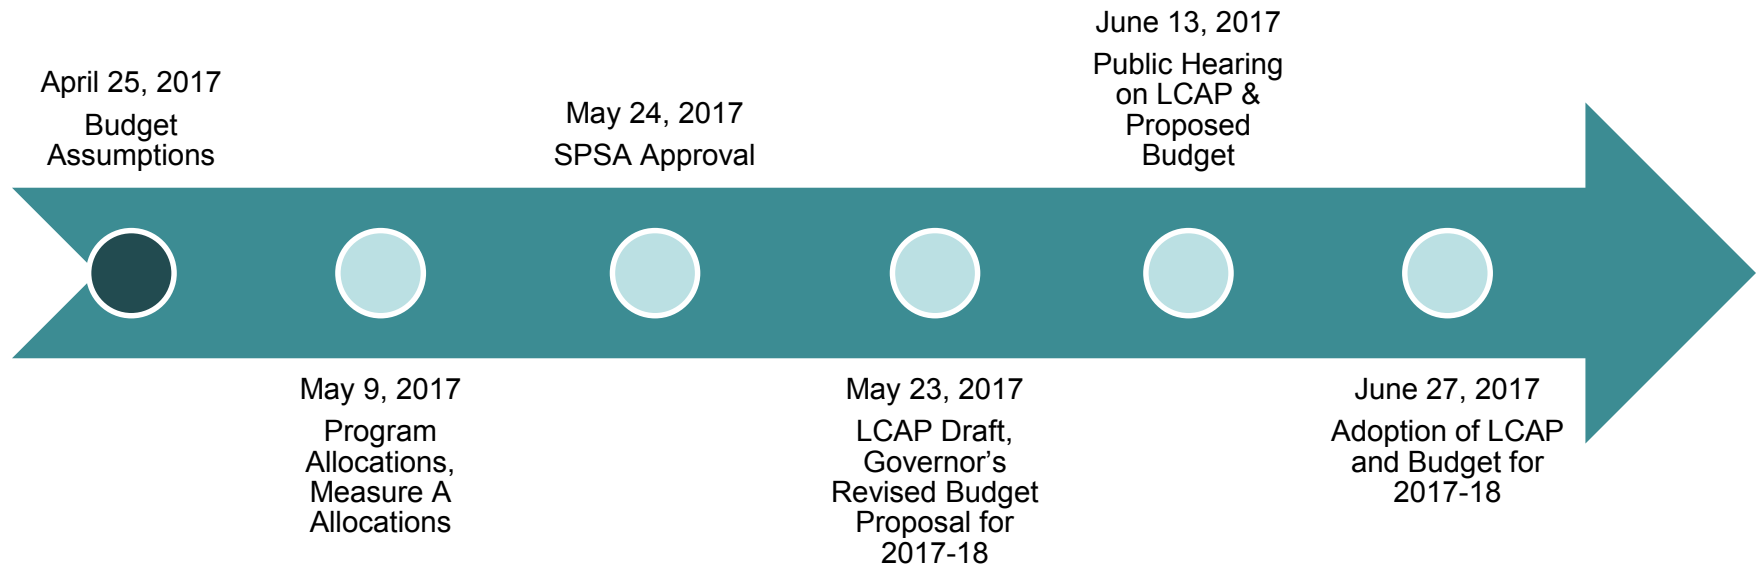 April 25, 2017
Budget
Assumptions
May 9, 2017
Program
Allocations,
Measure A
Allocations
May 24, 2017
SPSA Approval
May 23, 2017
LCAP Draft,
Governor’s
Revised Budget
Proposal for
2017-18
June 13, 2017
Public Hearing
on LCAP &
Proposed
Budget
June 27, 2017
Adoption of LCAP
and Budget for
2017-18